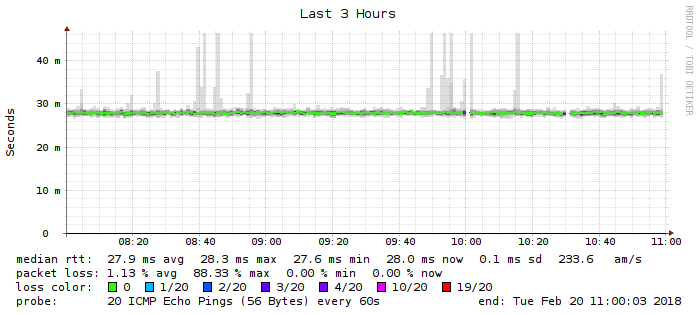 Last 3 Hours
RRDTOOL / TOBI OETIKER
Seconds
40 m
30 m
20 m
10 m
0
08:20 08:40 09:00 09:20 09:40 10:00 10:20 10:40 11:00
median rtt: 27.9 ms avg 28.3 ms max 27.6 ms min 28.0 ms now 0.1 ms sd 233.6 am/s
packet loss: 1.13 % avg 88.33 % max 0.00 % min 0.00 % now
loss color: 0 1/20 2/20 3/20 4/20 10/20 19/20
probe: 20 ICMP Echo Pings (56 Bytes) every 60s end: Tue Feb 20 11:00:03 2018